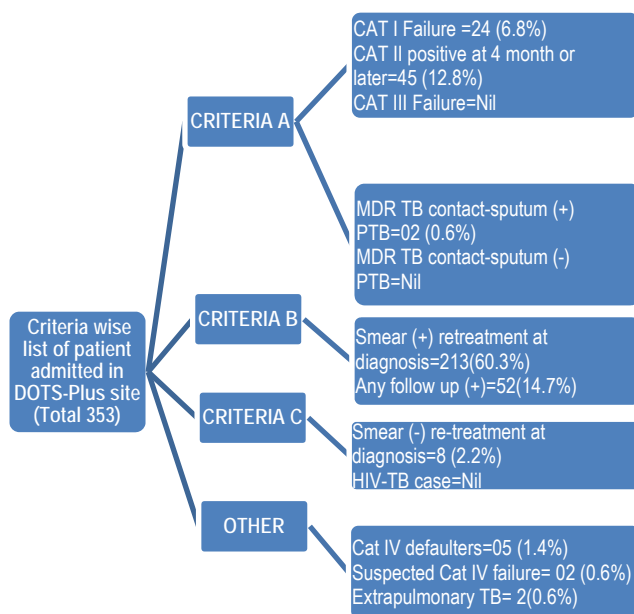 Criteria wise
list of patient
admitted in
DOTS-Plus site
(Total 353)
CRITERIA A
CAT I Failure =24 (6.8%)
CAT II positive at 4 month or
later=45 (12.8%)
CAT III Failure=Nil
MDR TB contact-sputum (+)
PTB=02 (0.6%)
MDR TB contact-sputum (-)
PTB=Nil
CRITERIA B
Smear (+) retreatment at
diagnosis=213(60.3%)
Any follow up (+)=52(14.7%)
CRITERIA C
Smear (-) re-treatment at
diagnosis=8 (2.2%)
HIV-TB case=Nil
OTHER
Cat IV defaulters=05 (1.4%)
Suspected Cat IV failure= 02 (0.6%)
Extrapulmonary TB= 2(0.6%)